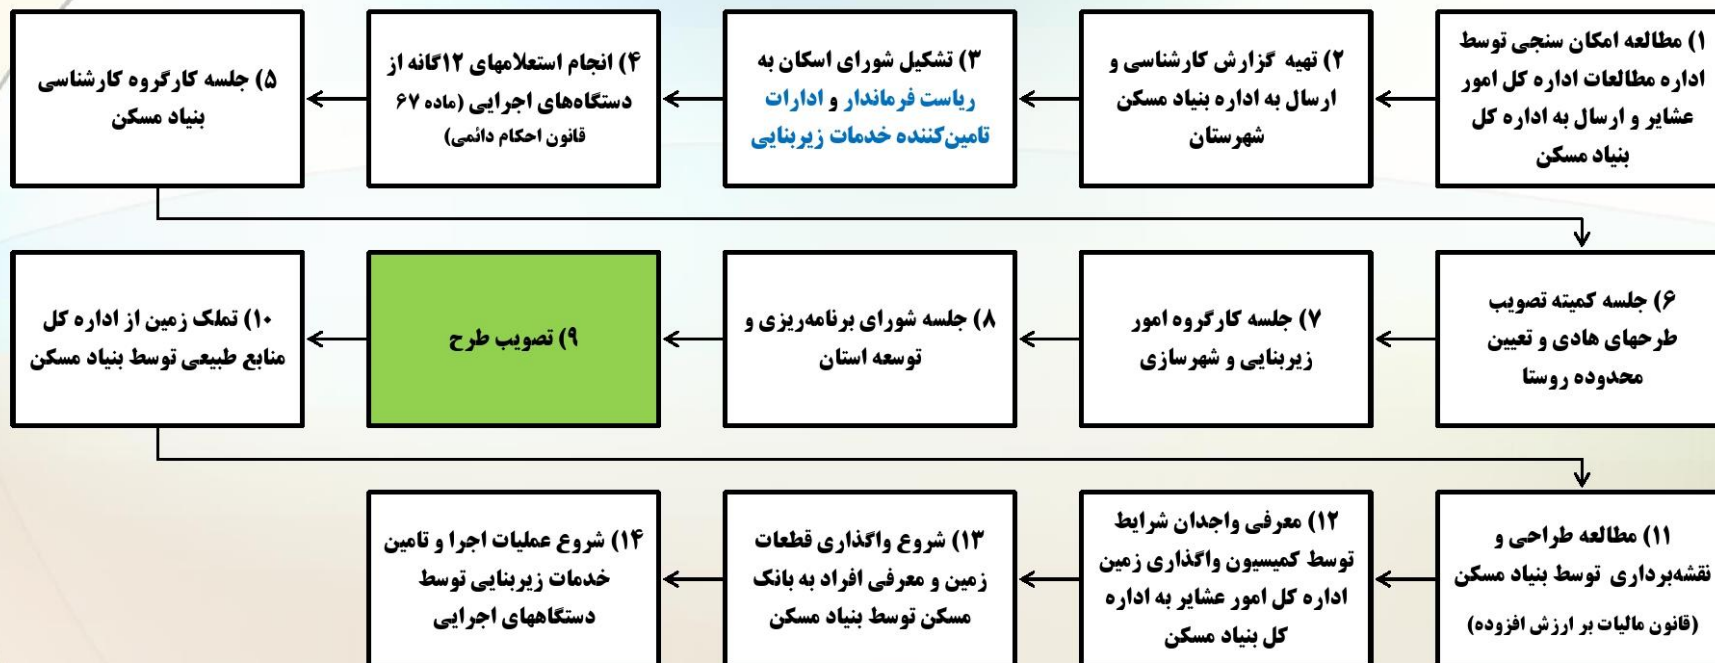 ۱) مطالعه امکان سنجی توسط
اداره مطالعات اداره کل امور
عشایر و ارسال به اداره کل
بنیاد مسکن
۲) تهیه گزارش کارشناسی و
ارسال به اداره بنیاد مسکن
شهرستان
۳) تشکیل شورای اسکان به
ریاست فرماندار و ادارات
تامین‌کننده خدمات زیربنایی
۴) انجام استعلامهای ۱۲گانه از
دستگاه‌های اجرایی (ماده ۶۷
قانون احکام دائمی)
۵) جلسه کارگروه کارشناسی
بنیاد مسکن
۶) جلسه کمیته تصویب
طرحهای هادی و تعیین
محدوده روستا
۷) جلسه کارگروه امور
زیربنایی و شهرسازی
۸) جلسه شورای برنامه‌ریزی و
توسعه استان
۹) تصویب طرح
۱۰) تملک زمین از اداره کل
منابع طبیعی توسط بنیاد مسکن
۱۱) مطالعه طراحی و
نقشه‌برداری توسط بنیاد مسکن
(قانون مالیات بر ارزش افزوده)
۱۲) معرفی واجدان شرایط
توسط کمیسیون واگذاری زمین
اداره کل امور عشایر به اداره
کل بنیاد مسکن
۱۳) شروع واگذاری قطعات
زمین و معرفی افراد به بانک
مسکن توسط بنیاد مسکن
۱۴) شروع عملیات اجرا و تامین
خدمات زیربنایی توسط
دستگاههای اجرایی